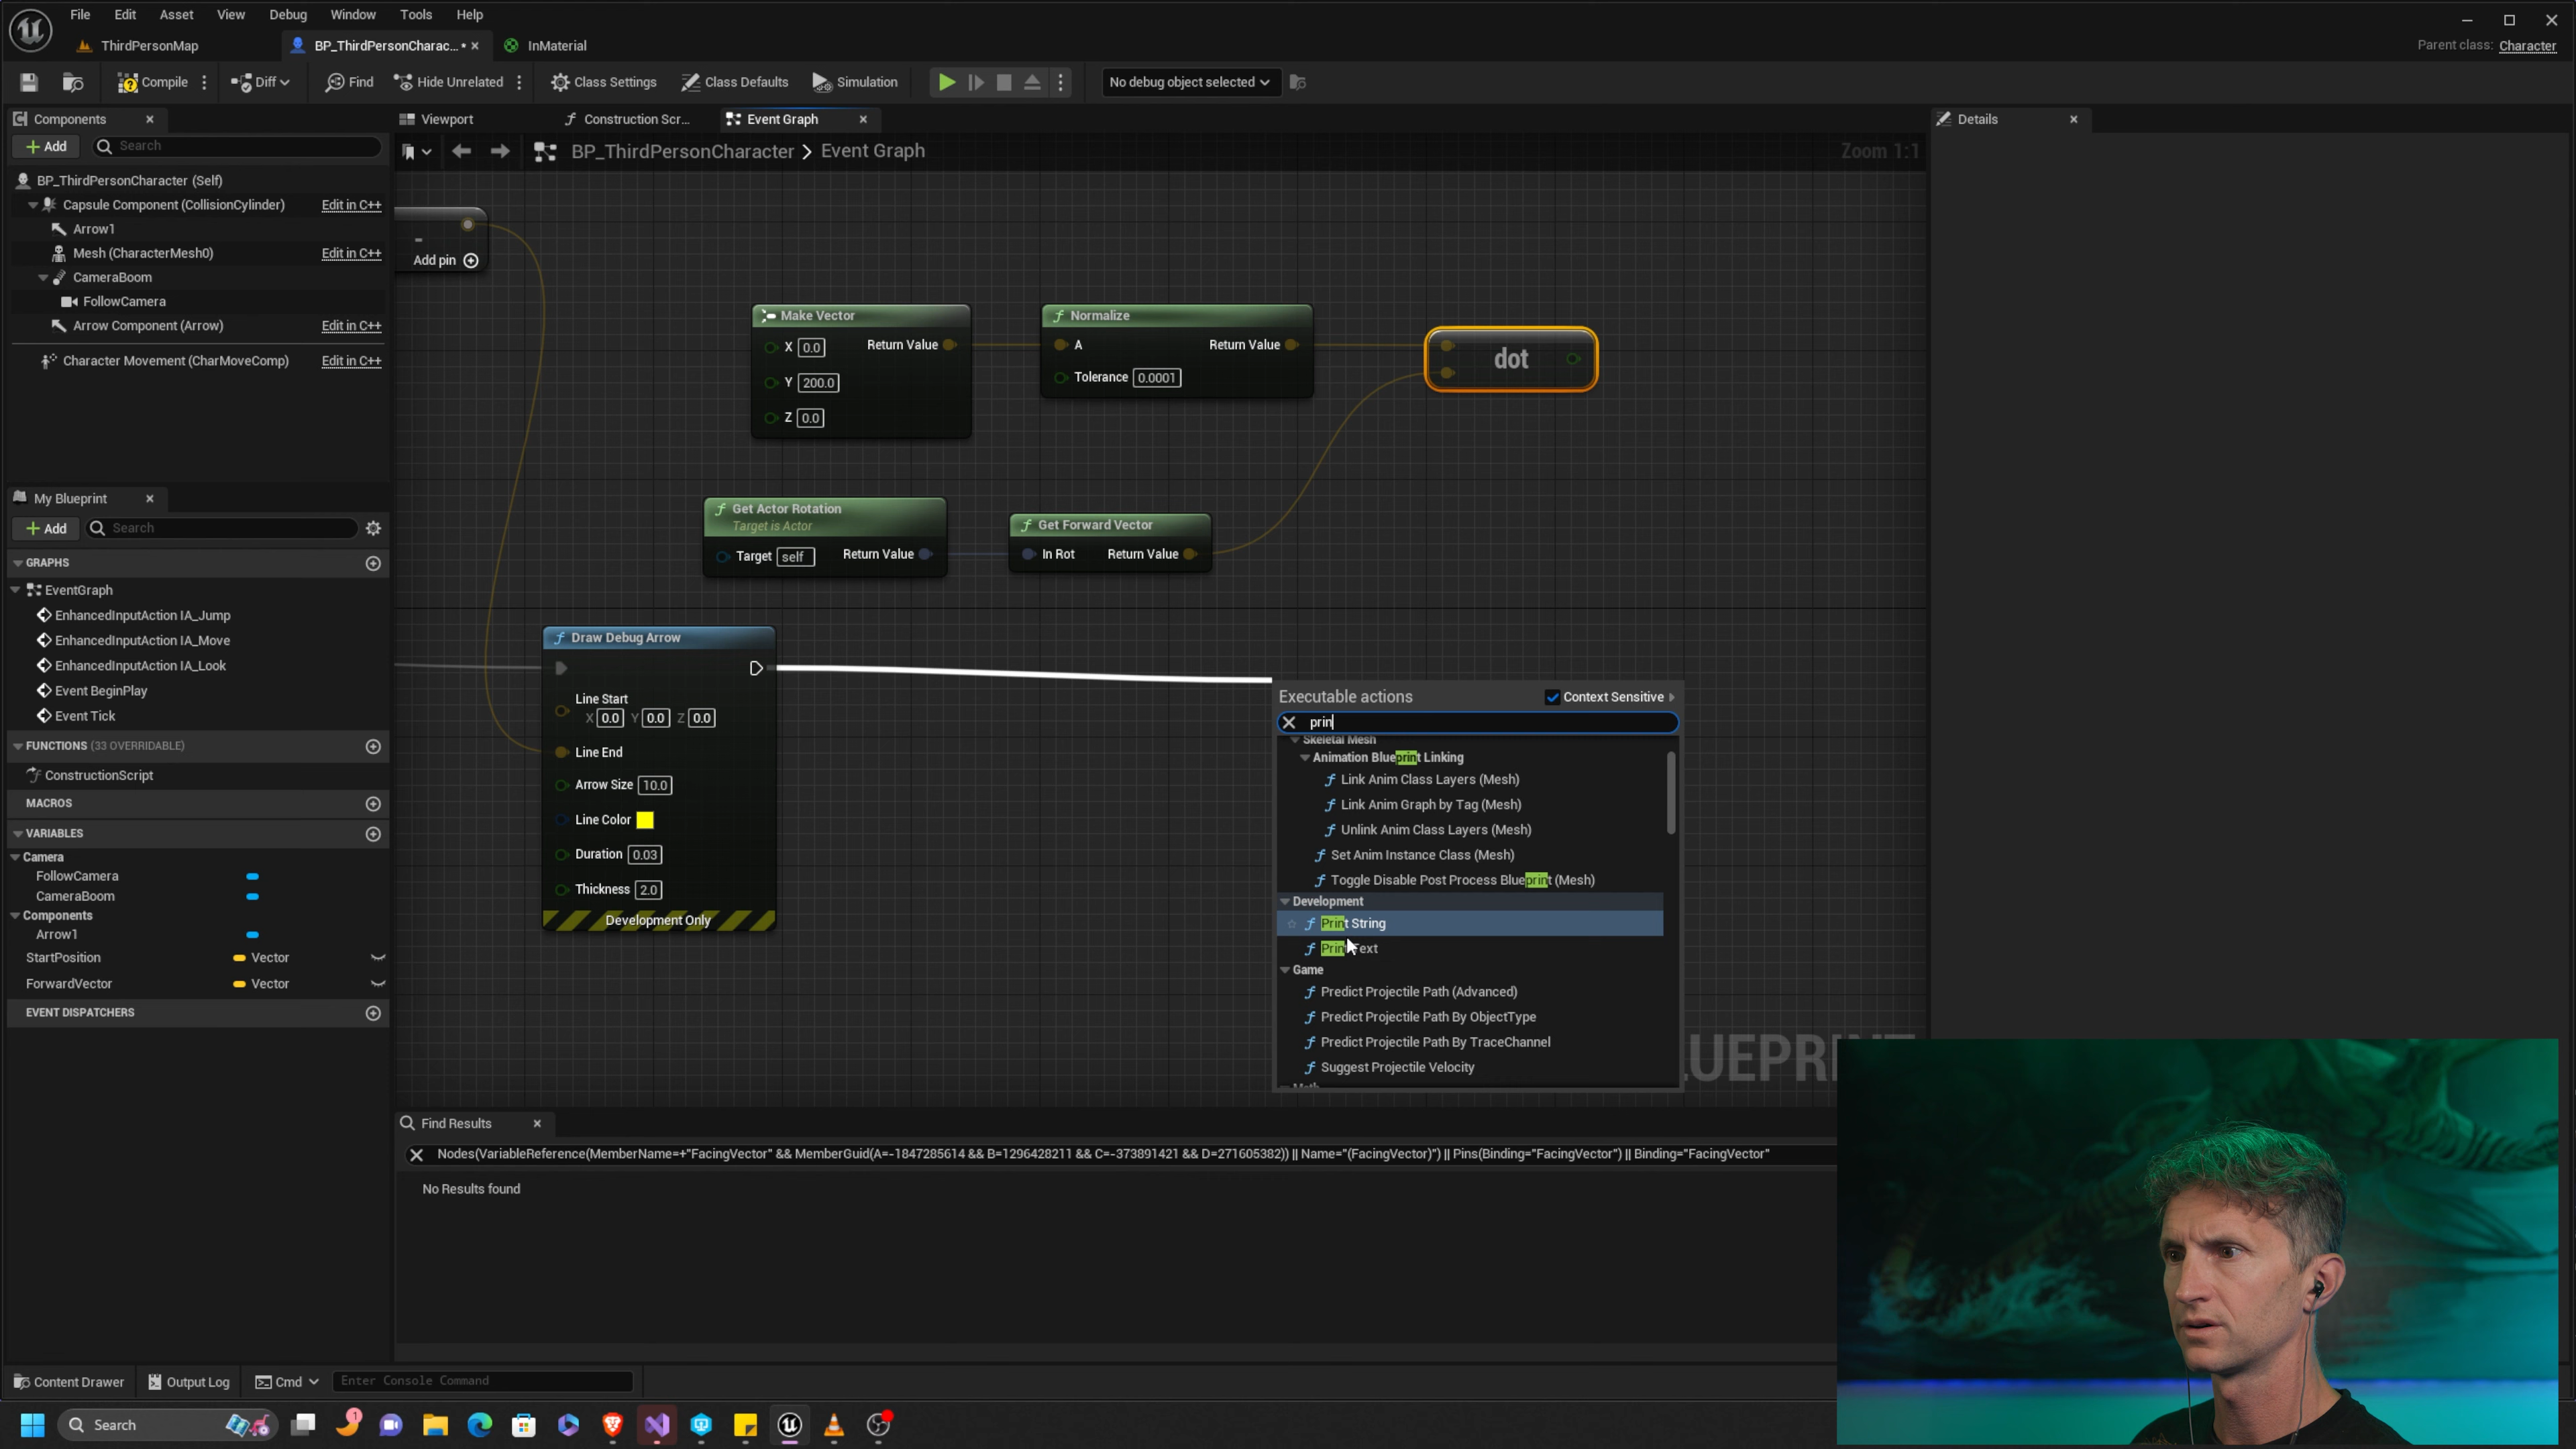 File Edit Asset View Debug Window Tools Help
ThirdPersonMap BP_ThirdPersonCharac... InMaterial
Parent class: Character
Compile Diff Find Hide Unrelated Class Settings Class Defaults Simulation No debug object selected
Components Viewport Construction Scr... Event Graph Details
Add Search
BP_ThirdPersonCharacter > Event Graph
Zoom 1:1
BP_ThirdPersonCharacter (Self)
Capsule Component (CollisionCylinder) Edit in C++
Arrow1
Mesh (CharacterMesh0) Edit in C++
CameraBoom
FollowCamera
Arrow Component (Arrow) Edit in C++
Character Movement (CharMoveComp) Edit in C++
Add pin
Make Vector
X 0.0 Return Value
Y 200.0
Z 0.0
Normalize
A Return Value
Tolerance 0.0001
dot
Get Actor Rotation
Target is Actor
Target self Return Value
Get Forward Vector
In Rot Return Value
My Blueprint
Add Search
GRAPHS
EventGraph
EnhancedInputAction IA_Jump
EnhancedInputAction IA_Move
EnhancedInputAction IA_Look
Event BeginPlay
Event Tick
FUNCTIONS (33 OVERRIDABLE)
ConstructionScript
MACROS
VARIABLES
Camera
FollowCamera
CameraBoom
Components
Arrow1
StartPosition Vector
ForwardVector Vector
EVENT DISPATCHERS
Draw Debug Arrow
Line Start
X 0.0 Y 0.0 Z 0.0
Line End
Arrow Size 10.0
Line Color
Duration 0.03
Thickness 2.0
Development Only
Executable actions Context Sensitive
prin
Skeletal Mesh
Animation Blueprint Linking
Link Anim Class Layers (Mesh)
Link Anim Graph by Tag (Mesh)
Unlink Anim Class Layers (Mesh)
Set Anim Instance Class (Mesh)
Toggle Disable Post Process Blueprint (Mesh)
Development
Print String
Print Text
Game
Predict Projectile Path (Advanced)
Predict Projectile Path By ObjectType
Predict Projectile Path By TraceChannel
Suggest Projectile Velocity
Math
Find Results
Nodes(VariableReference(MemberName=+"FacingVector" && MemberGuid(A=-1847285614 && B=1296428211 && C=-373891421 && D=271605382)) || Name="(FacingVector)") || Pins(Binding="FacingVector") || Binding="FacingVector"
No Results found
Content Drawer Output Log Cmd Enter Console Command
Search 1